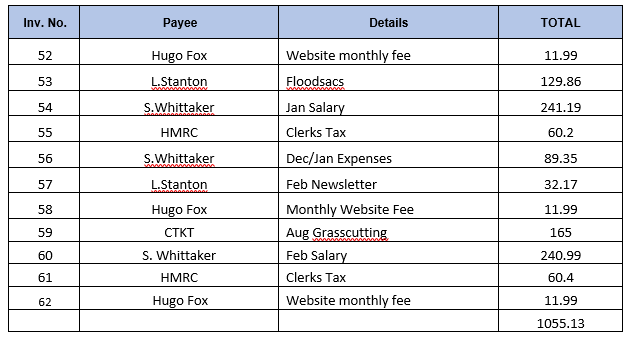 Inv. No. Payee Details TOTAL
52 Hugo Fox Website monthly fee 11.99
53 L.Stanton Floodsacs 129.86
54 S.Whittaker Jan Salary 241.19
55 HMRC Clerks Tax 60.2
56 S.Whittaker Dec/Jan Expenses 89.35
57 L.Stanton Feb Newsletter 32.17
58 Hugo Fox Monthly Website Fee 11.99
59 CTKT Aug Grasscutting 165
60 S. Whittaker Feb Salary 240.99
61 HMRC Clerks Tax 60.4
62 Hugo Fox Website monthly fee 11.99
1055.13